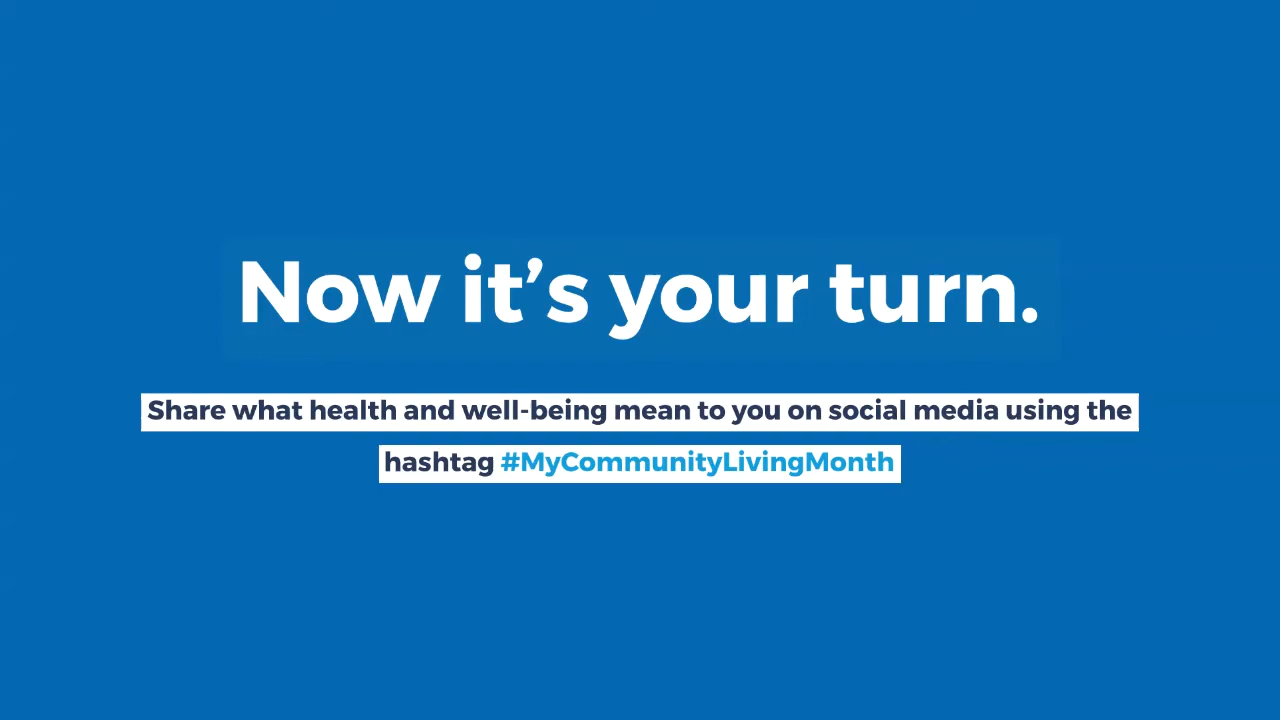 Now it’s your turn.
Share what health and well-being mean to you on social media using the
hashtag #MyCommunityLivingMonth